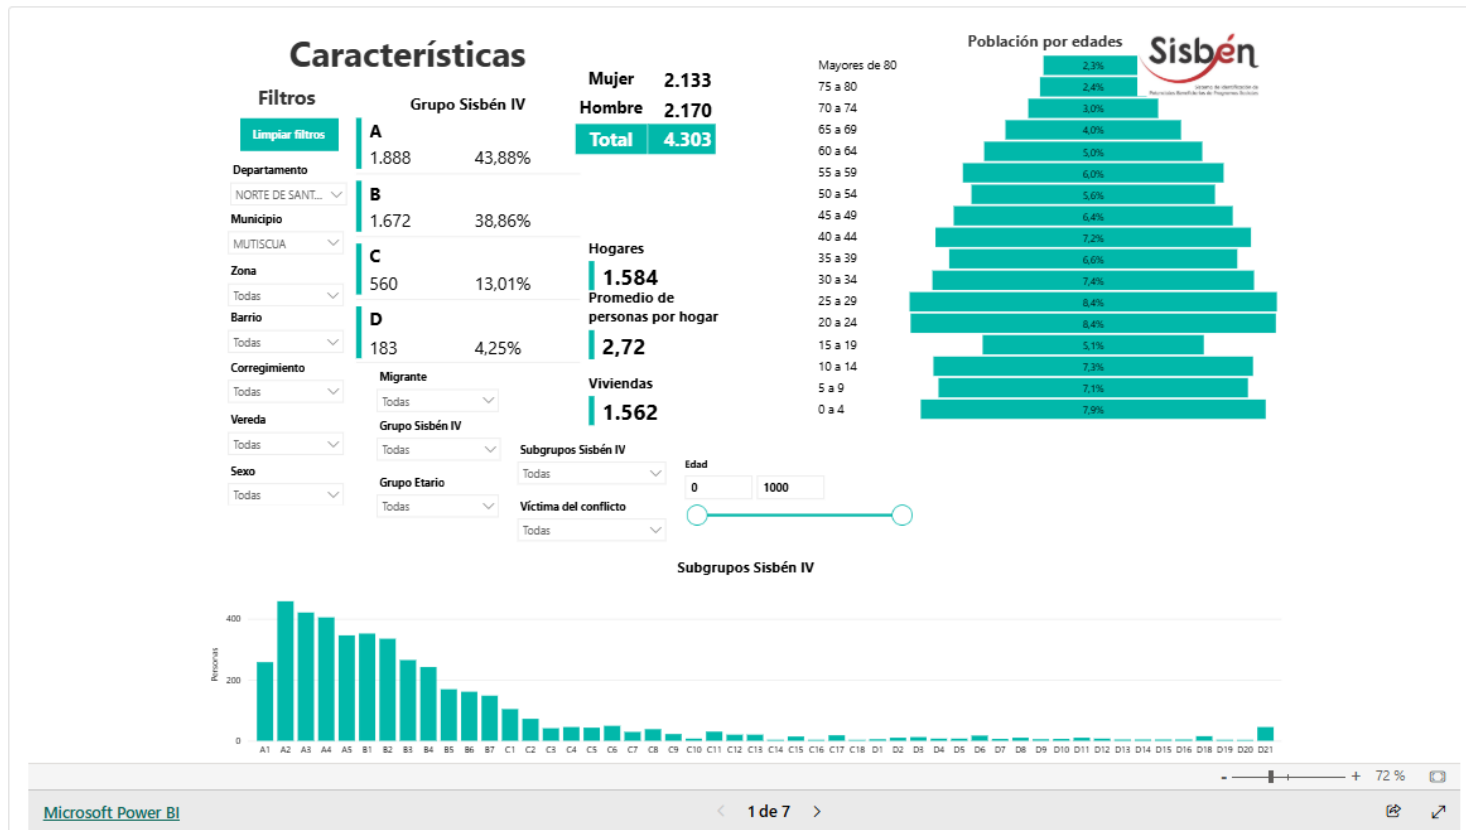 Características
Filtros
Limpiar filtros
Departamento
NORTE DE SANT...
Municipio
MUTISCUA
Zona
Todas
Barrio
Todas
Corregimiento
Todas
Vereda
Todas
Sexo
Todas
Grupo Sisbén IV
A
1.888 43,88%
B
1.672 38,86%
C
560 13,01%
D
183 4,25%
Migrante
Todas
Grupo Sisbén IV
Todas
Grupo Etario
Todas
Mujer 2.133
Hombre 2.170
Total 4.303
Hogares
1.584
Promedio de
personas por hogar
2,72
Viviendas
1.562
Subgrupos Sisbén IV
Todas
Víctima del conflicto
Todas
Edad
0 1000
Población por edades
Sisbén
Sistema de Identificación de
Potenciales Beneficiarios de Programas Sociales
Mayores de 80 2,3%
75 a 80 2,4%
70 a 74 3,0%
65 a 69 4,0%
60 a 64 5,0%
55 a 59 6,0%
50 a 54 5,6%
45 a 49 6,4%
40 a 44 7,2%
35 a 39 6,6%
30 a 34 7,4%
25 a 29 8,4%
20 a 24 8,4%
15 a 19 5,1%
10 a 14 7,3%
5 a 9 7,1%
0 a 4 7,9%
Subgrupos Sisbén IV
Personas
400
200
0
A1 A2 A3 A4 A5 B1 B2 B3 B4 B5 B6 B7 C1 C2 C3 C4 C5 C6 C7 C8 C9 C10 C11 C12 C13 C14 C15 C16 C17 C18 D1 D2 D3 D4 D5 D6 D7 D8 D9 D10 D11 D12 D13 D14 D15 D16 D18 D19 D20 D21
- + 72 %
Microsoft Power BI
1 de 7